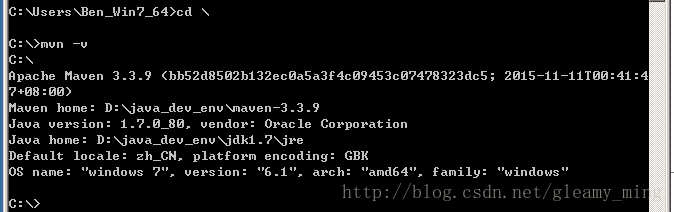 C:\Users\Ben_Win7_64>cd \
C:\>mvn -v
C:\
Apache Maven 3.3.9 (bb52d8502b132ec0a5a3f4c09453c07478323dc5; 2015-11-11T00:41:4
7+08:00)
Maven home: D:\java_dev_env\maven-3.3.9
Java version: 1.7.0_80, vendor: Oracle Corporation
Java home: D:\java_dev_env\jdk1.7\jre
Default locale: zh_CN, platform encoding: GBK
OS name: "windows 7", version: "6.1", arch: "amd64", family: "windows"
http://blog.csdn.net/gleamy_ming
C:\>